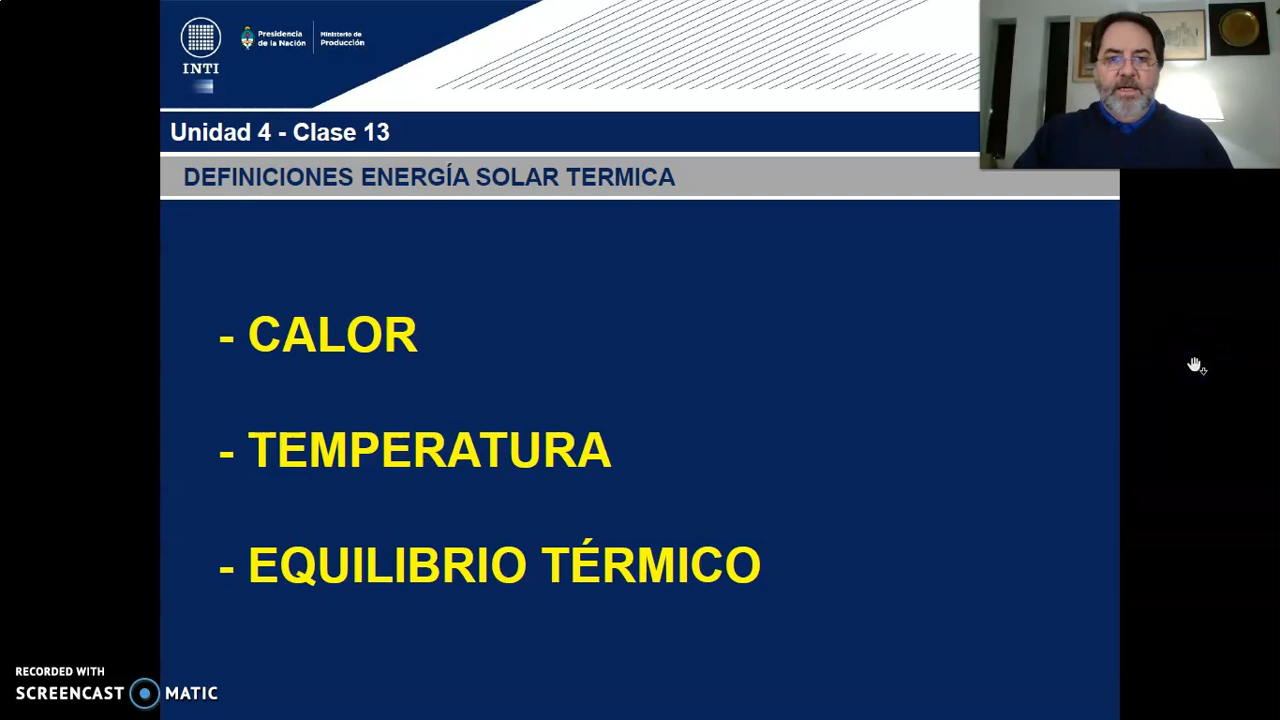 INTI
Presidencia
de la Nación
Ministerio de
Producción
Unidad 4 - Clase 13
DEFINICIONES ENERGÍA SOLAR TERMICA
- CALOR
- TEMPERATURA
- EQUILIBRIO TÉRMICO
RECORDED WITH
SCREENCAST MATIC